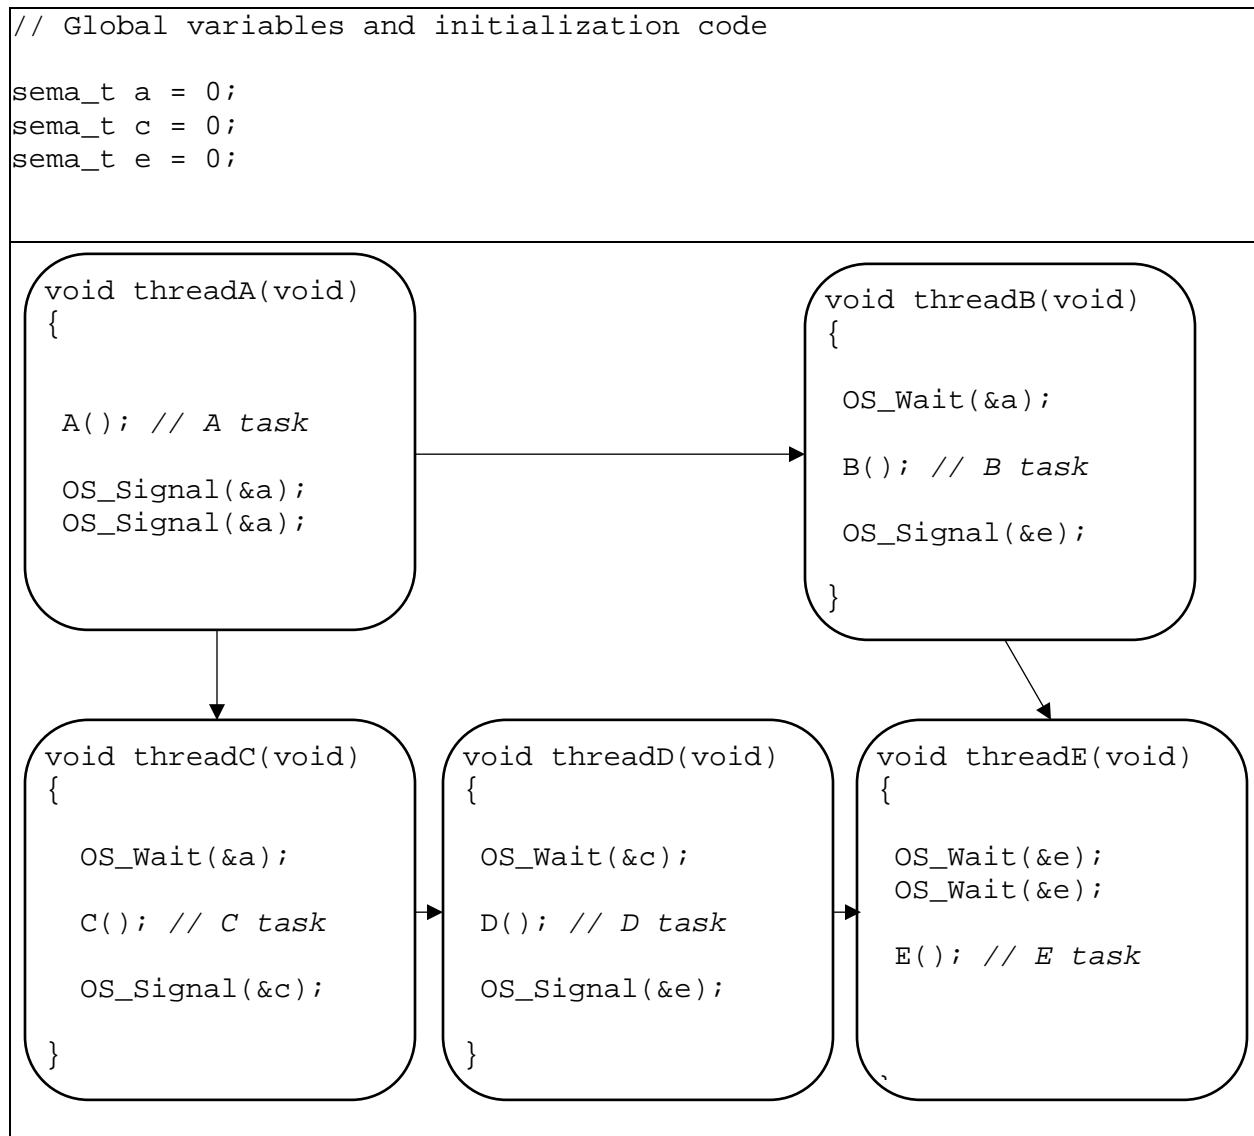 // Global variables and initialization code
sema_t a = 0;
sema_t c = 0;
sema_t e = 0;
void threadA(void)
{
A(); // A task
OS_Signal(&a);
OS_Signal(&a);
void threadB(void)
{
OS_Wait(&a);
B(); // B task
OS_Signal(&e);
}
void threadC(void)
{
OS_Wait(&a);
C(); // C task
OS_Signal(&c);
}
void threadD(void)
{
OS_Wait(&c);
D(); // D task
OS_Signal(&e);
}
void threadE(void)
{
OS_Wait(&e);
OS_Wait(&e);
E(); // E task